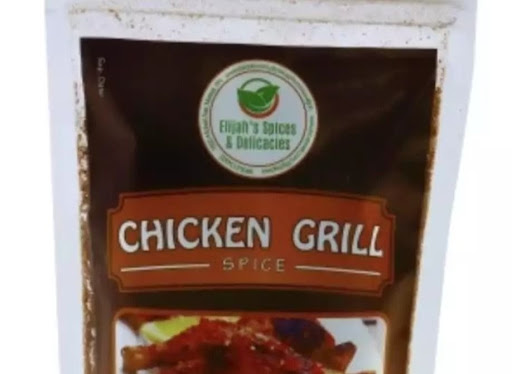 Elijah's Spices
& Delicacies
CHICKEN GRILL
SPICE